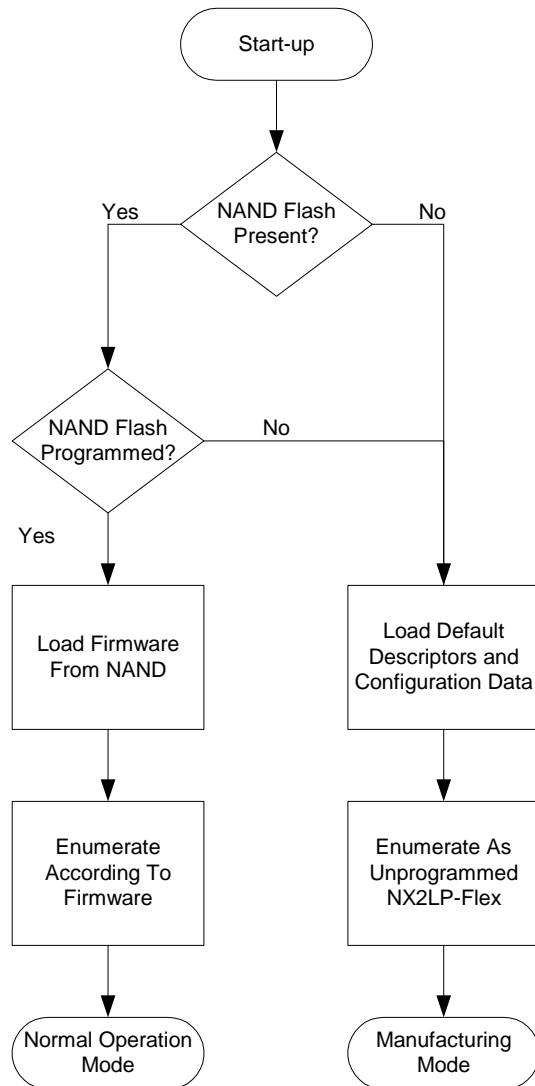 Start-up
NAND Flash
Present?
Yes
No
NAND Flash
Programmed?
No
Yes
Load Firmware
From NAND
Load Default
Descriptors and
Configuration Data
Enumerate
According To
Firmware
Enumerate As
Unprogrammed
NX2LP-Flex
Normal Operation
Mode
Manufacturing
Mode